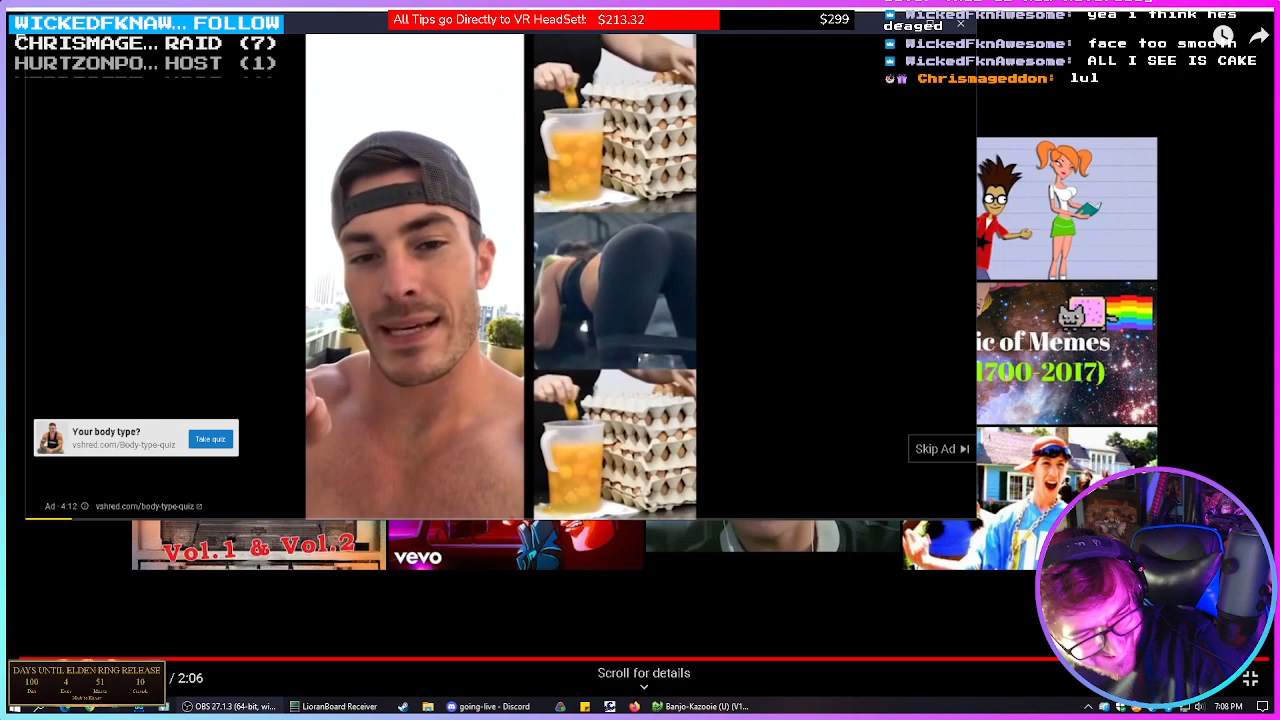 WICKEDFKNAW... FOLLOW
CHRISMAGE... RAID (7)
HURTZONPO... HOST (1)
All Tips go Directly to VR HeadSet! $213.32 $299
WickedFknAwesome: yea i think hes
deaged
WickedFknAwesome: face too smooth
WickedFknAwesome: ALL I SEE IS CAKE
Chrismageddon: lul
ic of Memes
1700-2017)
Your body type?
vshred.com/Body-type-quiz
Take quiz
Skip Ad
Ad · 4:12 vshred.com/body-type-quiz
Vol.1 & Vol.2
vevo
DAYS UNTIL ELDEN RING RELEASE
100 4 51 10
/ 2:06
Scroll for details
OBS 27.1.3 (64-bit, wi...
LioranBoard Receiver
going-live - Discord
Banjo-Kazooie (U) (V1...
7:08 PM